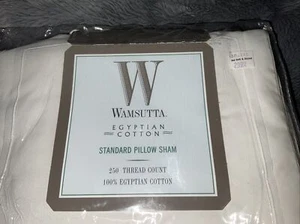 W
WAMSUTTA
EGYPTIAN
COTTON
STANDARD PILLOW SHAM
250 THREAD COUNT
100% EGYPTIAN COTTON